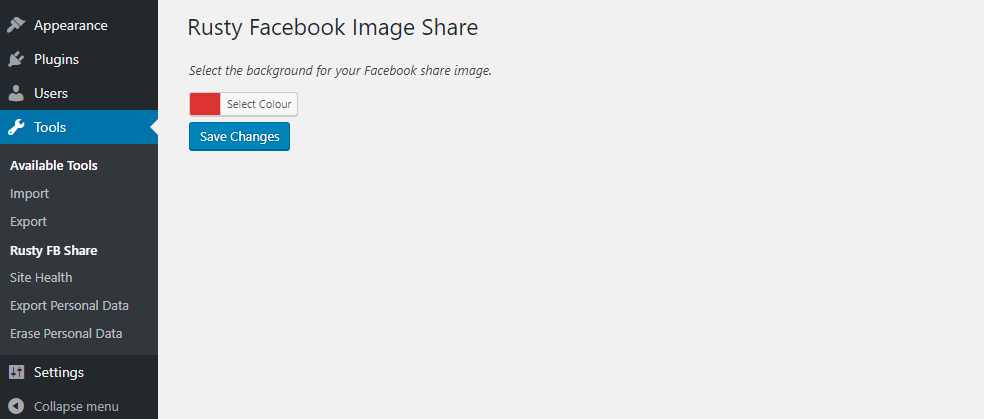 Appearance
Plugins
Users
Tools
Available Tools
Import
Export
Rusty FB Share
Site Health
Export Personal Data
Erase Personal Data
Settings
Collapse menu
Rusty Facebook Image Share
Select the background for your Facebook share image.
Select Colour
Save Changes